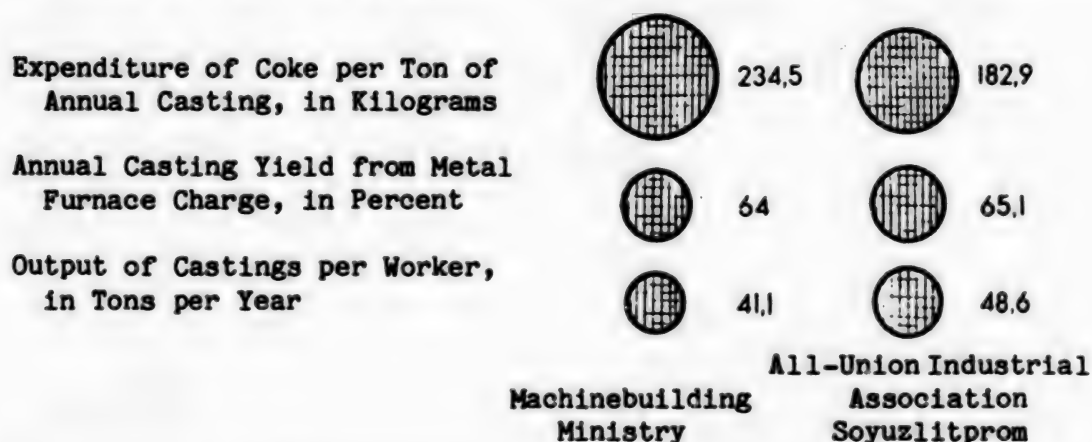 Expenditure of Coke per Ton of
Annual Casting, in Kilograms
234,5
182,9
Annual Casting Yield from Metal
Furnace Charge, in Percent
64
65,1
Output of Castings per Worker,
in Tons per Year
41,1
48,6
Machinebuilding
Ministry
All-Union Industrial
Association
Soyuzlitprom